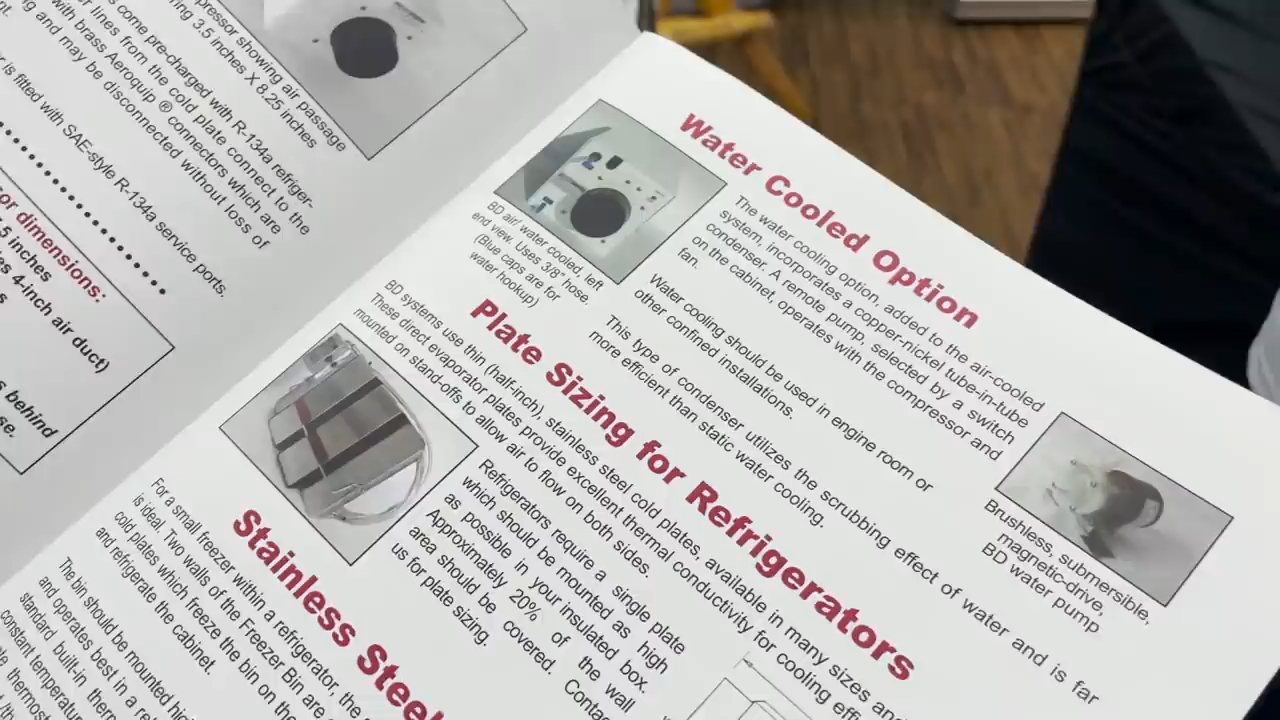 pressor showing air passage
ring 3.5 inches X 8.25 inches
s come pre-charged with R-134a refriger-
r lines from the cold plate connect to the
with brass Aeroquip ® connectors which are
g and may be disconnected without loss of
r is fitted with SAE-style R-134a service ports.
or dimensions:
.5 inches
es 4-inch air duct)
s behind
se.
Water Cooled Option
The water cooling option, added to the air-cooled
system, incorporates a copper-nickel tube-in-tube
condenser. A remote pump, selected by a switch
on the cabinet, operates with the compressor and
fan.
Water cooling should be used in engine room or
other confined installations.
This type of condenser utilizes the scrubbing effect of water and is far
more efficient than static water cooling.
BD air/ water cooled, left
end view. Uses 3/8" hose.
(Blue caps are for
water hookup)
Brushless, submersible,
magnetic-drive,
BD water pump
Plate Sizing for Refrigerators
BD systems use thin (half-inch), stainless steel cold plates, available in many sizes and
These direct evaporator plates provide excellent thermal conductivity for cooling eff
mounted on stand-offs to allow air to flow on both sides.
Refrigerators require a single plate
which should be mounted as high
as possible in your insulated box.
Approximately 20% of the wall
area should be covered. Contac
us for plate sizing.
Stainless Steel
For a small freezer within a refrigerator, the
is ideal. Two walls of the Freezer Bin are
cold plates which freeze the bin on the
and refrigerate the cabinet.
The bin should be mounted hig
and operates best in a ref
standard, built-in, therm
constant temperature